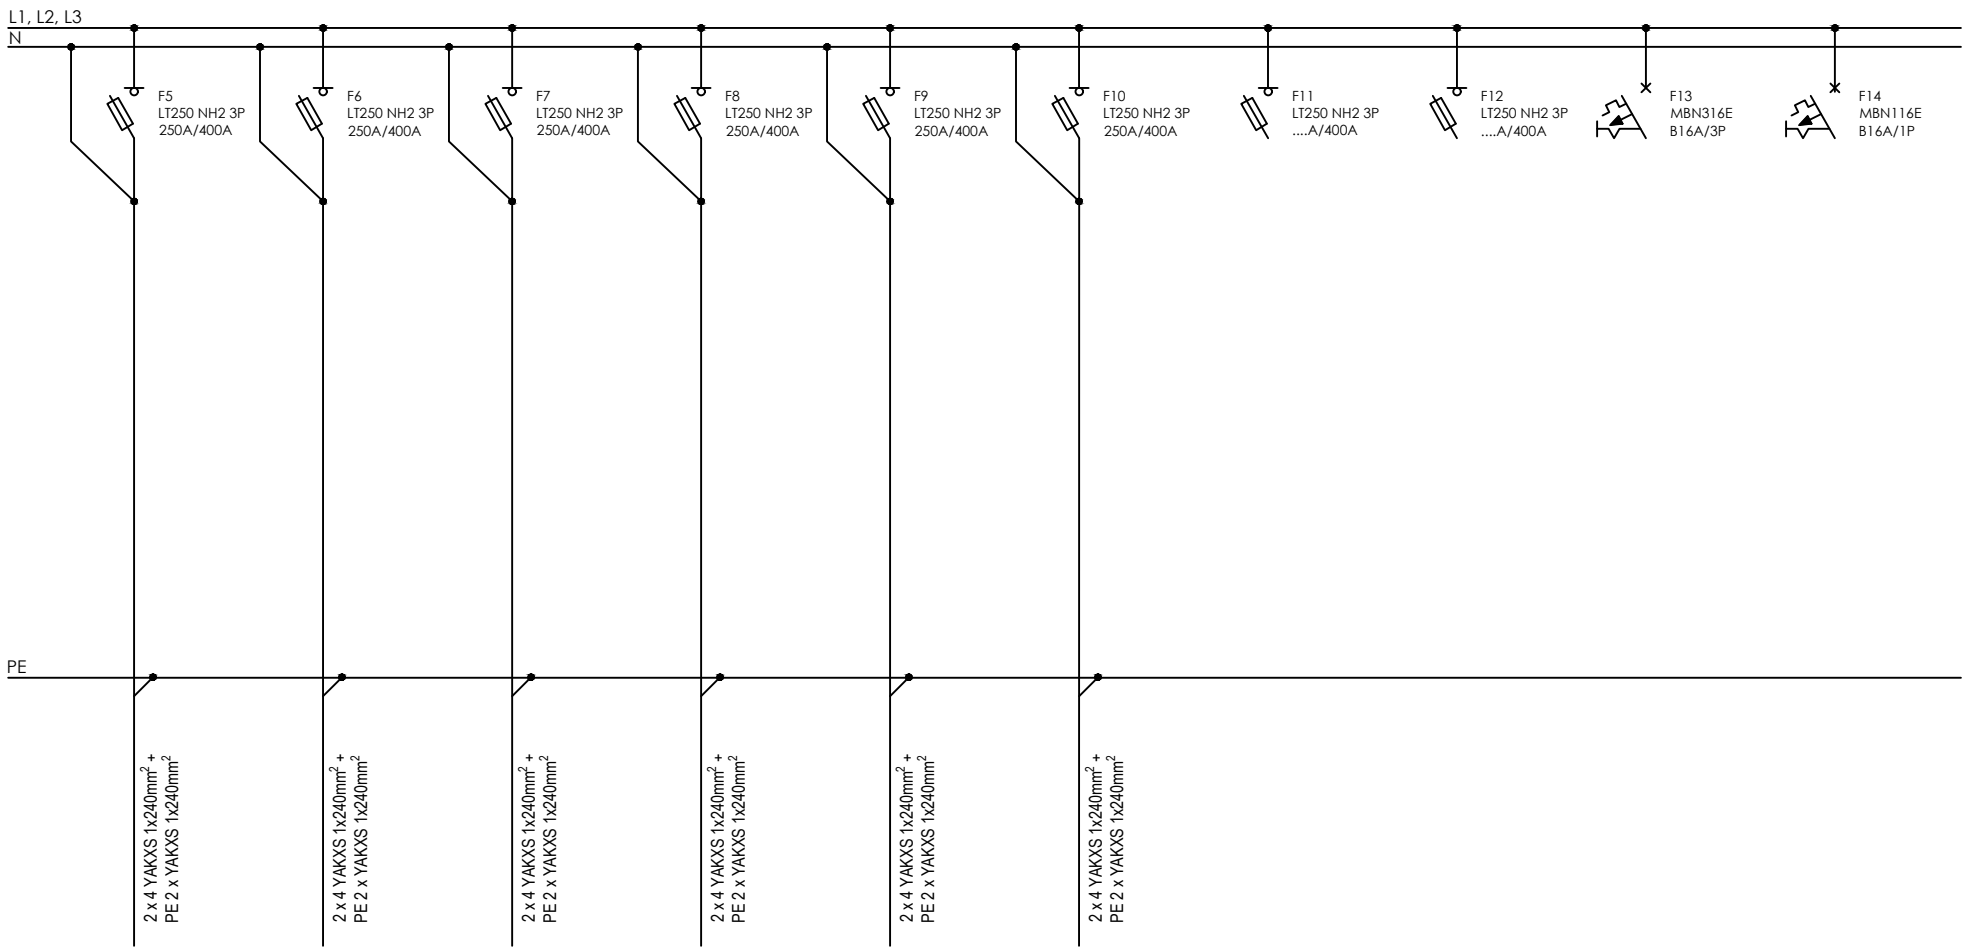 L1, L2, L3
N
F5
LT250 NH2 3P
250A/400A
F6
LT250 NH2 3P
250A/400A
F7
LT250 NH2 3P
250A/400A
F8
LT250 NH2 3P
250A/400A
F9
LT250 NH2 3P
250A/400A
F10
LT250 NH2 3P
250A/400A
F11
LT250 NH2 3P
....A/400A
F12
LT250 NH2 3P
....A/400A
F13
MBN316E
B16A/3P
F14
MBN116E
B16A/1P
PE
2 x 4 YAKXS 1x240mm² +
PE 2 x YAKXS 1x240mm²
2 x 4 YAKXS 1x240mm² +
PE 2 x YAKXS 1x240mm²
2 x 4 YAKXS 1x240mm² +
PE 2 x YAKXS 1x240mm²
2 x 4 YAKXS 1x240mm² +
PE 2 x YAKXS 1x240mm²
2 x 4 YAKXS 1x240mm² +
PE 2 x YAKXS 1x240mm²
2 x 4 YAKXS 1x240mm² +
PE 2 x YAKXS 1x240mm²